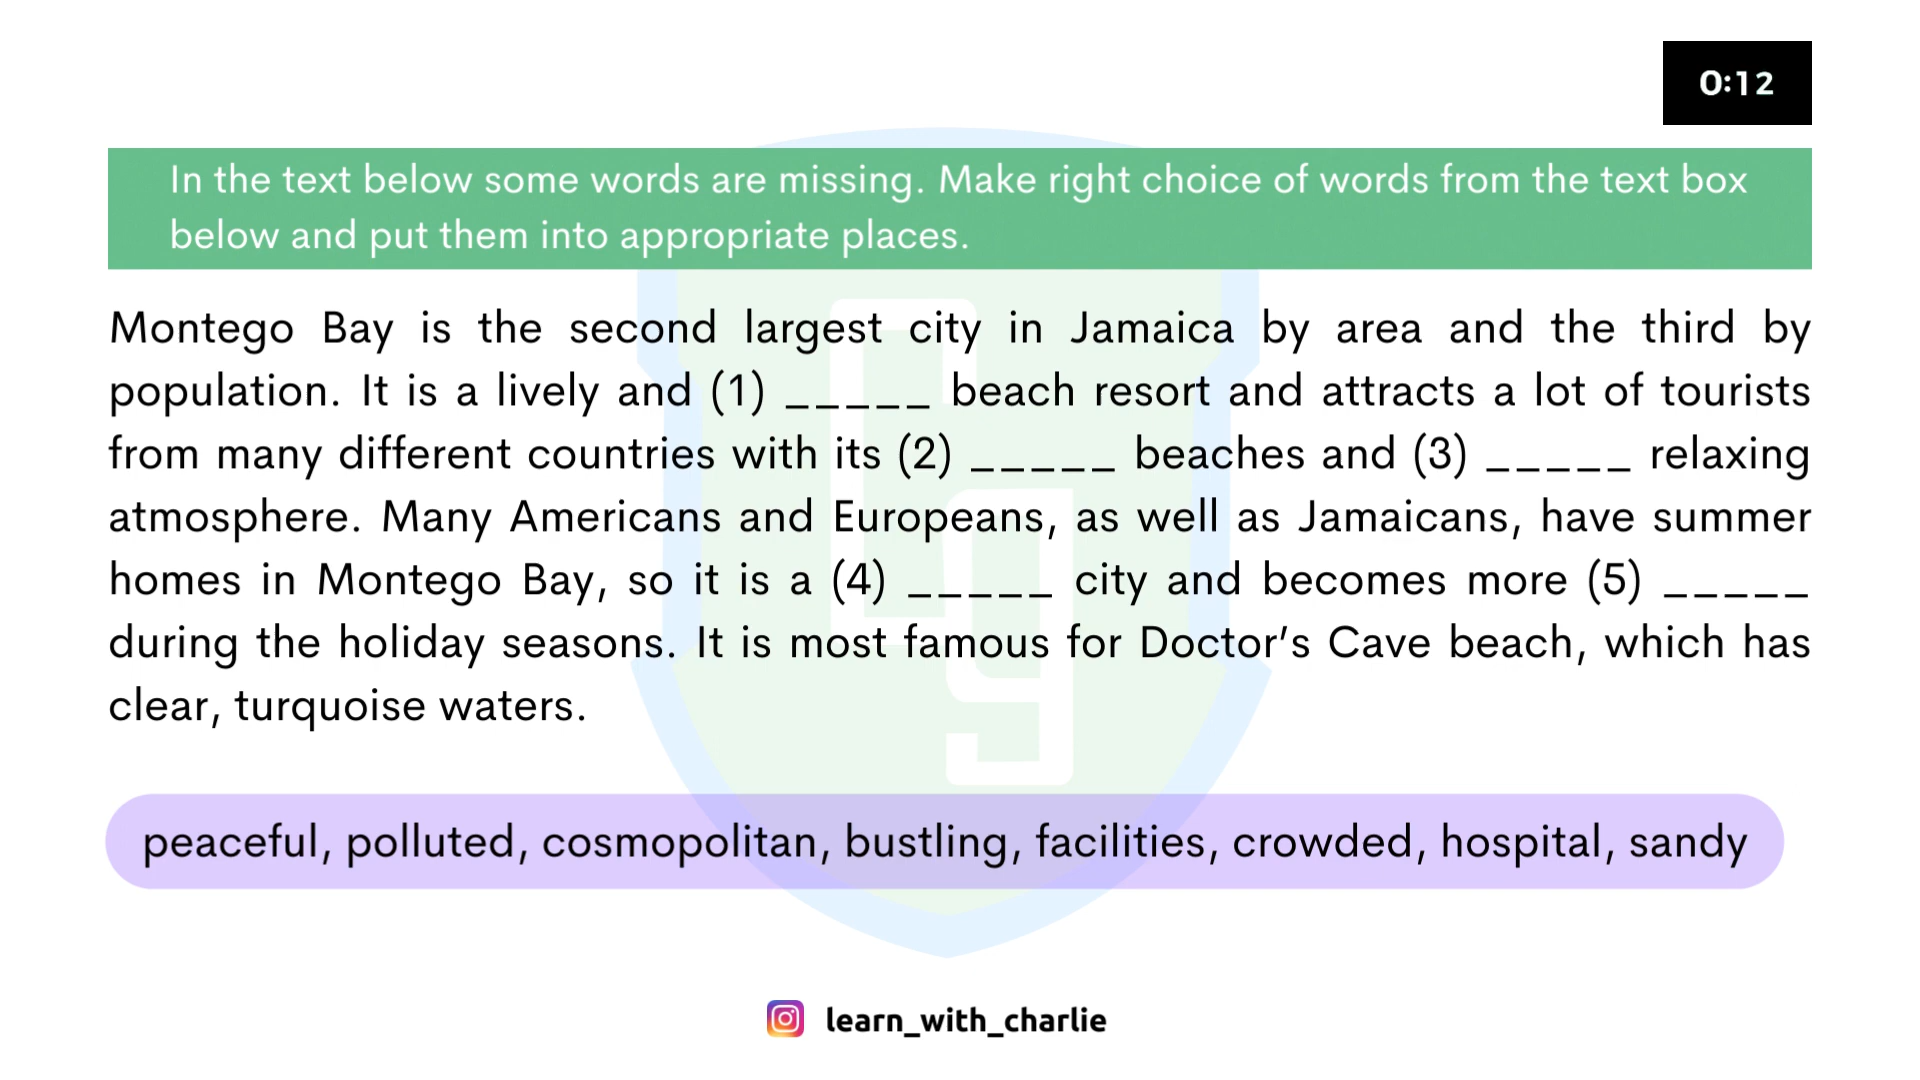 0:12
In the text below some words are missing. Make right choice of words from the text box
below and put them into appropriate places.
Montego Bay is the second largest city in Jamaica by area and the third by
population. It is a lively and (1) _____ beach resort and attracts a lot of tourists
from many different countries with its (2) _____ beaches and (3) _____ relaxing
atmosphere. Many Americans and Europeans, as well as Jamaicans, have summer
homes in Montego Bay, so it is a (4) _____ city and becomes more (5) _____
during the holiday seasons. It is most famous for Doctor’s Cave beach, which has
clear, turquoise waters.
peaceful, polluted, cosmopolitan, bustling, facilities, crowded, hospital, sandy
learn_with_charlie